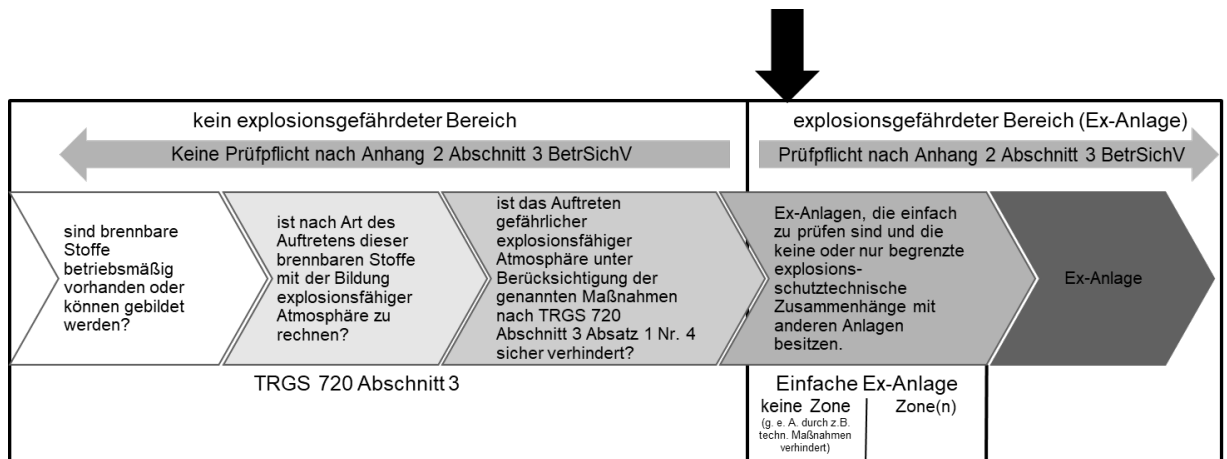 kein explosionsgefährdeter Bereich
explosionsgefährdeter Bereich (Ex-Anlage)
Keine Prüfpflicht nach Anhang 2 Abschnitt 3 BetrSichV
Prüfpflicht nach Anhang 2 Abschnitt 3 BetrSichV
sind brennbare
Stoffe
betriebsmäßig
vorhanden oder
können gebildet
werden?
ist nach Art des
Auftretens dieser
brennbaren Stoffe
mit der Bildung
explosionsfähiger
Atmosphäre zu
rechnen?
ist das Auftreten
gefährlicher
explosionsfähiger
Atmosphäre unter
Berücksichtigung der
genannten Maßnahmen
nach TRGS 720
Abschnitt 3 Absatz 1 Nr. 4
sicher verhindert?
Ex-Anlagen, die einfach
zu prüfen sind und die
keine oder nur begrenzte
explosions-
schutztechnische
Zusammenhänge mit
anderen Anlagen
besitzen.
Ex-Anlage
TRGS 720 Abschnitt 3
Einfache Ex-Anlage
keine Zone
(g. e. A. durch z.B.
techn. Maßnahmen
verhindert)
Zone(n)